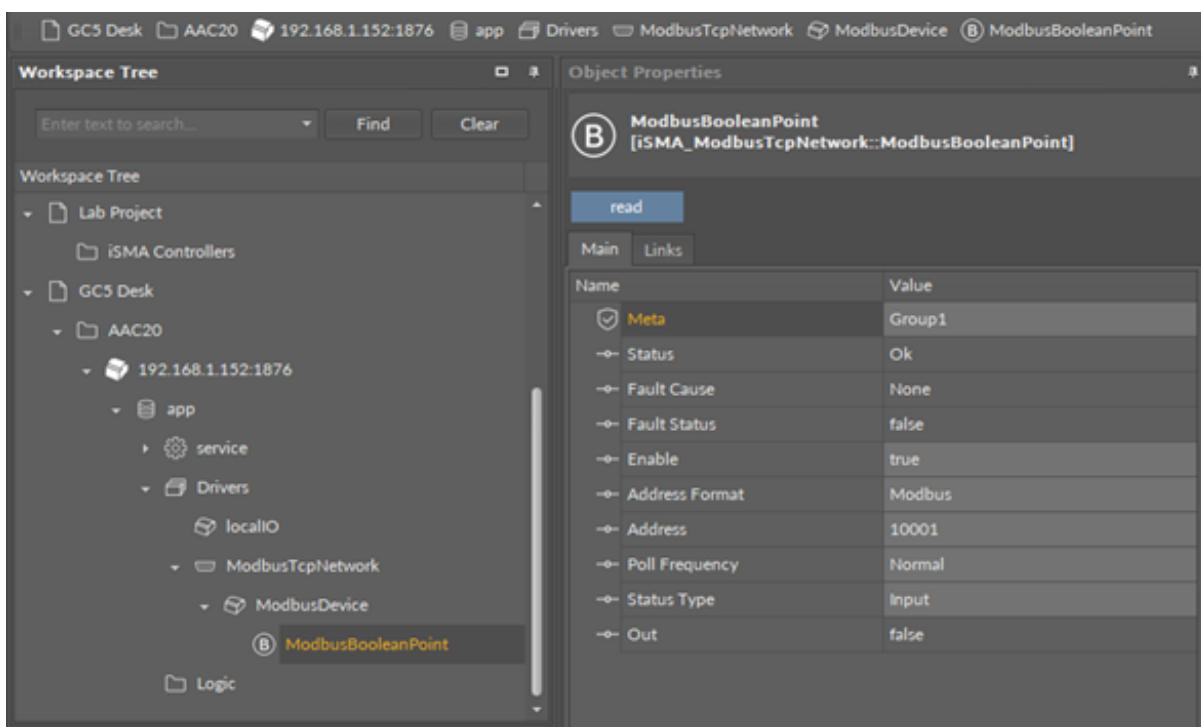 GC5 Desk AAC20 192.168.1.152:1876 app Drivers ModbusTcpNetwork ModbusDevice B ModbusBooleanPoint
Workspace Tree
Enter text to search... Find Clear
Workspace Tree
Lab Project
iSMA Controllers
GC5 Desk
AAC20
192.168.1.152:1876
app
service
Drivers
localIO
ModbusTcpNetwork
ModbusDevice
B ModbusBooleanPoint
Logic
Object Properties
B ModbusBooleanPoint
[iSMA_ModbusTcpNetwork::ModbusBooleanPoint]
read
Main Links
Name Value
Meta Group1
Status Ok
Fault Cause None
Fault Status false
Enable true
Address Format Modbus
Address 10001
Poll Frequency Normal
Status Type Input
Out false